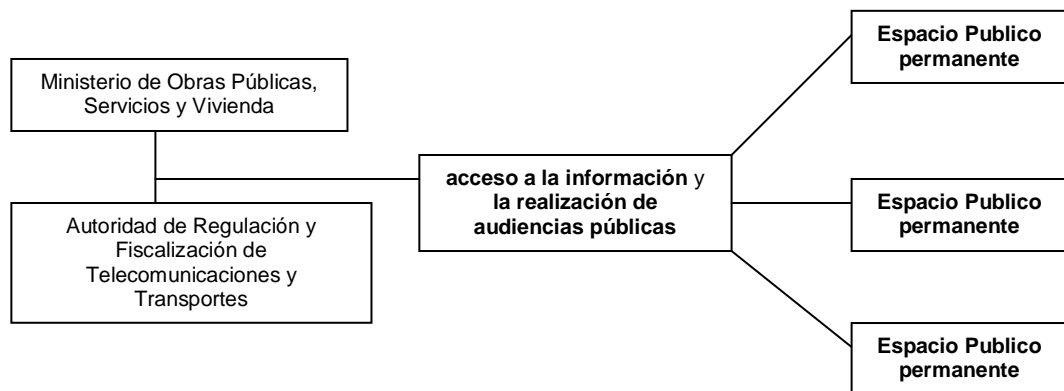 Ministerio de Obras Públicas,
Servicios y Vivienda
Autoridad de Regulación y
Fiscalización de
Telecomunicaciones y
Transportes
acceso a la información y
la realización de
audiencias públicas
Espacio Publico
permanente
Espacio Publico
permanente
Espacio Publico
permanente